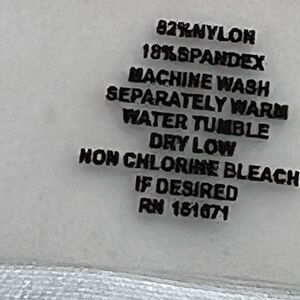 82%NYLON
18%SPANDEX
MACHINE WASH
SEPARATELY WARM
WATER TUMBLE
DRY LOW
NON CHLORINE BLEACH
IF DESIRED
RN 151671